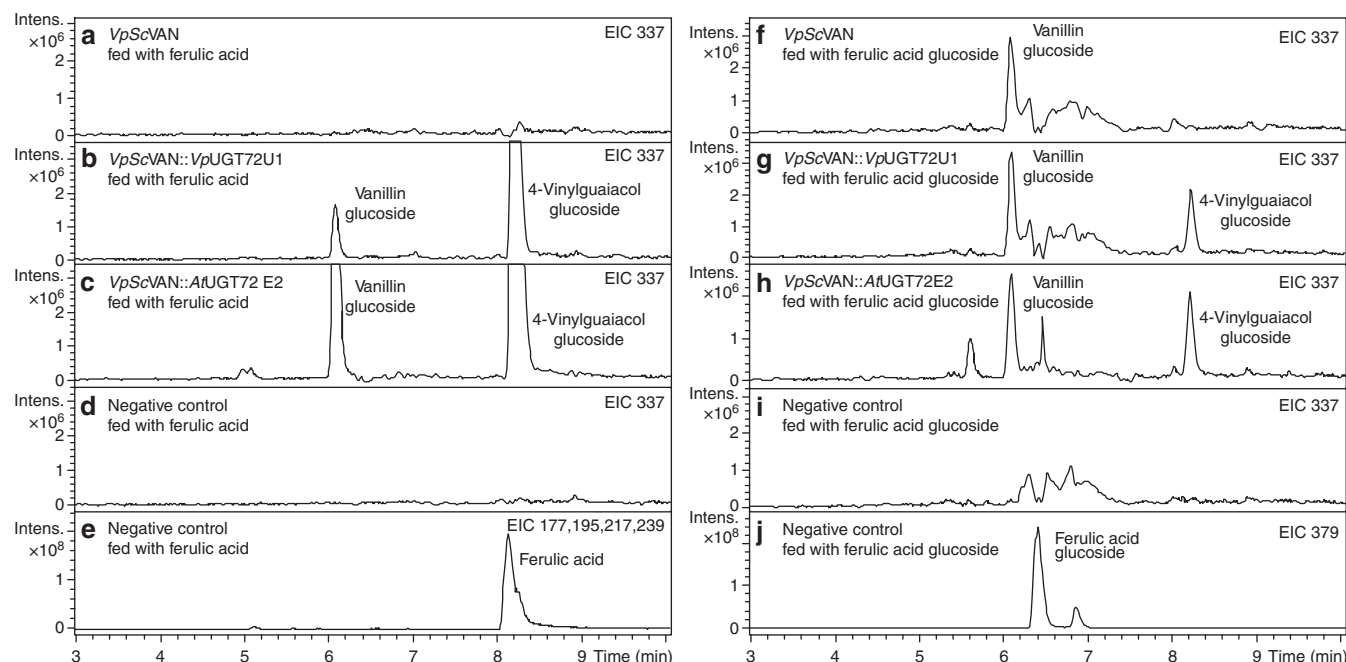 Intens.
×10⁶
2
1
0
a VpScVAN
fed with ferulic acid
EIC 337
Intens.
×10⁶
2
1
0
b VpScVAN::VpUGT72U1
fed with ferulic acid
EIC 337
Vanillin
glucoside
4-Vinylguaiacol
glucoside
Intens.
×10⁶
2
1
0
c VpScVAN::AtUGT72 E2
fed with ferulic acid
EIC 337
Vanillin
glucoside
4-Vinylguaiacol
glucoside
Intens.
×10⁶
2
1
0
d Negative control
fed with ferulic acid
EIC 337
Intens.
×10⁸
1
0
e Negative control
fed with ferulic acid
EIC 177,195,217,239
Ferulic acid
3 4 5 6 7 8 9 Time (min)
Intens.
×10⁶
2
1
0
f VpScVAN
fed with ferulic acid glucoside
EIC 337
Vanillin
glucoside
Intens.
×10⁶
2
1
0
g VpScVAN::VpUGT72U1
fed with ferulic acid glucoside
EIC 337
Vanillin
glucoside
4-Vinylguaiacol
glucoside
Intens.
×10⁶
2
1
0
h VpScVAN::AtUGT72E2
fed with ferulic acid glucoside
EIC 337
Vanillin
glucoside
4-Vinylguaiacol
glucoside
Intens.
×10⁶
2
1
0
i Negative control
fed with ferulic acid glucoside
EIC 337
Intens.
×10⁸
1
0
j Negative control
fed with ferulic acid glucoside
EIC 379
Ferulic acid
glucoside
3 4 5 6 7 8 9 Time (min)